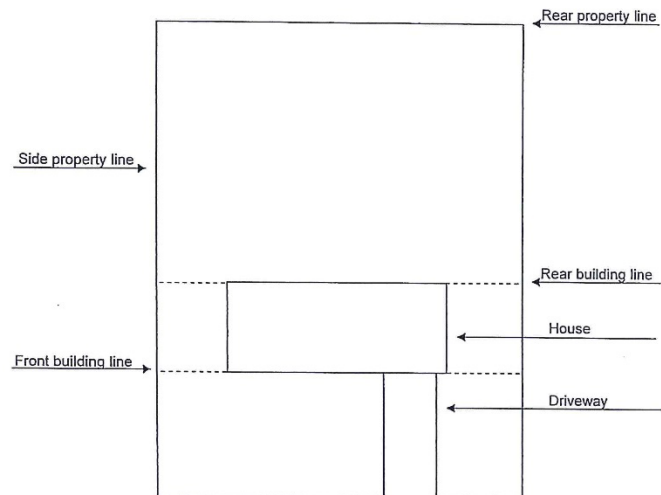 Rear property line
Side property line
Rear building line
House
Front building line
Driveway